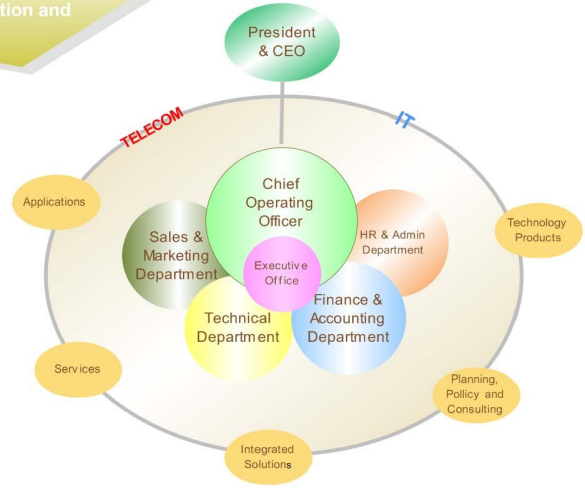 tion and
President
& CEO
TELECOM
IT
Chief
Operating
Officer
Applications
Sales &
Marketing
Department
HR & Admin
Department
Technology
Products
Executive
Office
Technical
Department
Finance &
Accounting
Department
Services
Planning,
Pollicy and
Consulting
Integrated
Solutions